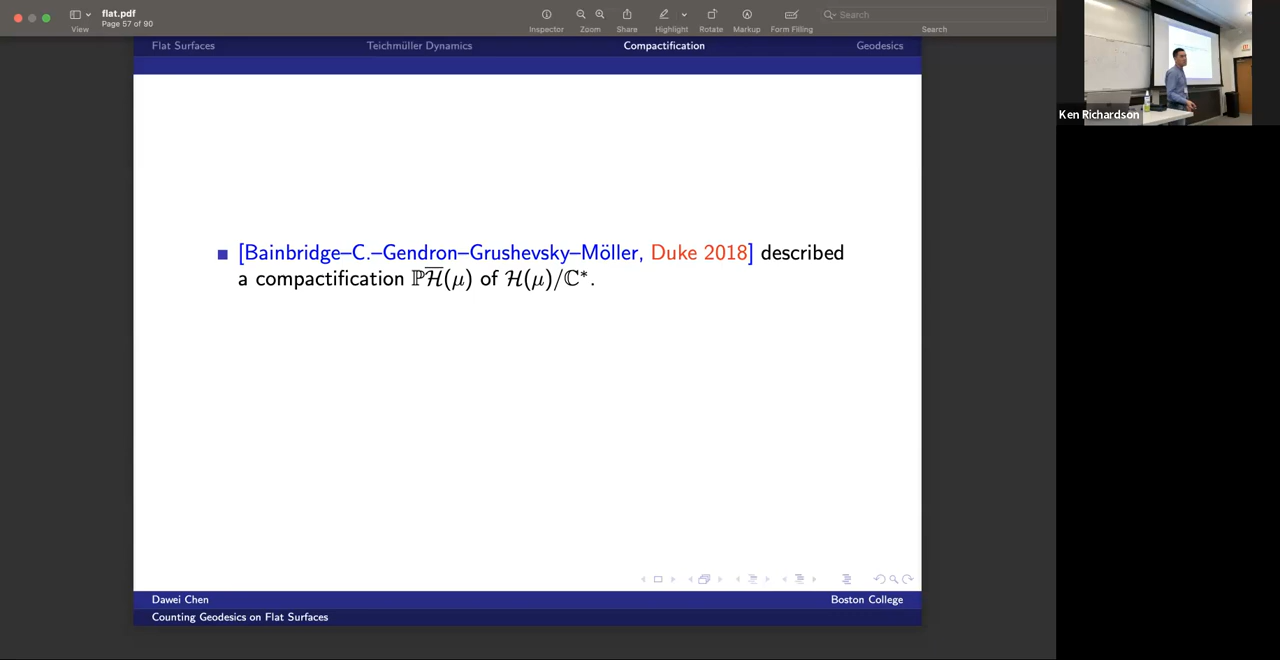 flat.pdf
Page 57 of 90
View
Inspector
Zoom
Share
Highlight
Rotate
Markup
Form Filling
Search
Search
Flat Surfaces
Teichmüller Dynamics
Compactification
Geodesics
[Bainbridge–C.–Gendron–Grushevsky–Möller, Duke 2018] described
a compactification ℙℋ̅(μ) of ℋ(μ)/ℂ*.
Dawei Chen
Boston College
Counting Geodesics on Flat Surfaces
Ken Richardson